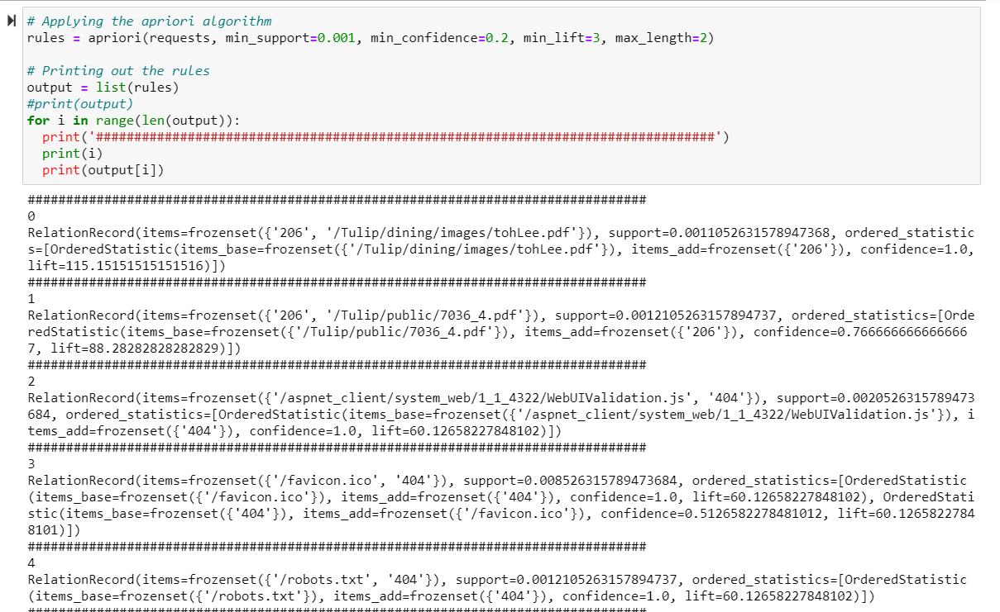 # Applying the apriori algorithm
rules = apriori(requests, min_support=0.001, min_confidence=0.2, min_lift=3, max_length=2)
# Printing out the rules
output = list(rules)
#print(output)
for i in range(len(output)):
  print('#################################################################################')
  print(i)
  print(output[i])
#################################################################################
0
RelationRecord(items=frozenset({'206', '/Tulip/dining/images/tohLee.pdf'}), support=0.0011052631578947368, ordered_statistic
s=[OrderedStatistic(items_base=frozenset({'/Tulip/dining/images/tohLee.pdf'}), items_add=frozenset({'206'}), confidence=1.0,
lift=115.15151515151516)])
#################################################################################
1
RelationRecord(items=frozenset({'206', '/Tulip/public/7036_4.pdf'}), support=0.0012105263157894737, ordered_statistics=[Orde
redStatistic(items_base=frozenset({'/Tulip/public/7036_4.pdf'}), items_add=frozenset({'206'}), confidence=0.766666666666666
7, lift=88.28282828282829)])
#################################################################################
2
RelationRecord(items=frozenset({'/aspnet_client/system_web/1_1_4322/WebUIValidation.js', '404'}), support=0.0020526315789473
684, ordered_statistics=[OrderedStatistic(items_base=frozenset({'/aspnet_client/system_web/1_1_4322/WebUIValidation.js'}), i
tems_add=frozenset({'404'}), confidence=1.0, lift=60.12658227848102)])
#################################################################################
3
RelationRecord(items=frozenset({'/favicon.ico', '404'}), support=0.008526315789473684, ordered_statistics=[OrderedStatistic
(items_base=frozenset({'/favicon.ico'}), items_add=frozenset({'404'}), confidence=1.0, lift=60.12658227848102), OrderedStati
stic(items_base=frozenset({'404'}), items_add=frozenset({'/favicon.ico'}), confidence=0.5126582278481012, lift=60.1265822784
8101)])
#################################################################################
4
RelationRecord(items=frozenset({'/robots.txt', '404'}), support=0.0012105263157894737, ordered_statistics=[OrderedStatistic
(items_base=frozenset({'/robots.txt'}), items_add=frozenset({'404'}), confidence=1.0, lift=60.12658227848102)])
#################################################################################